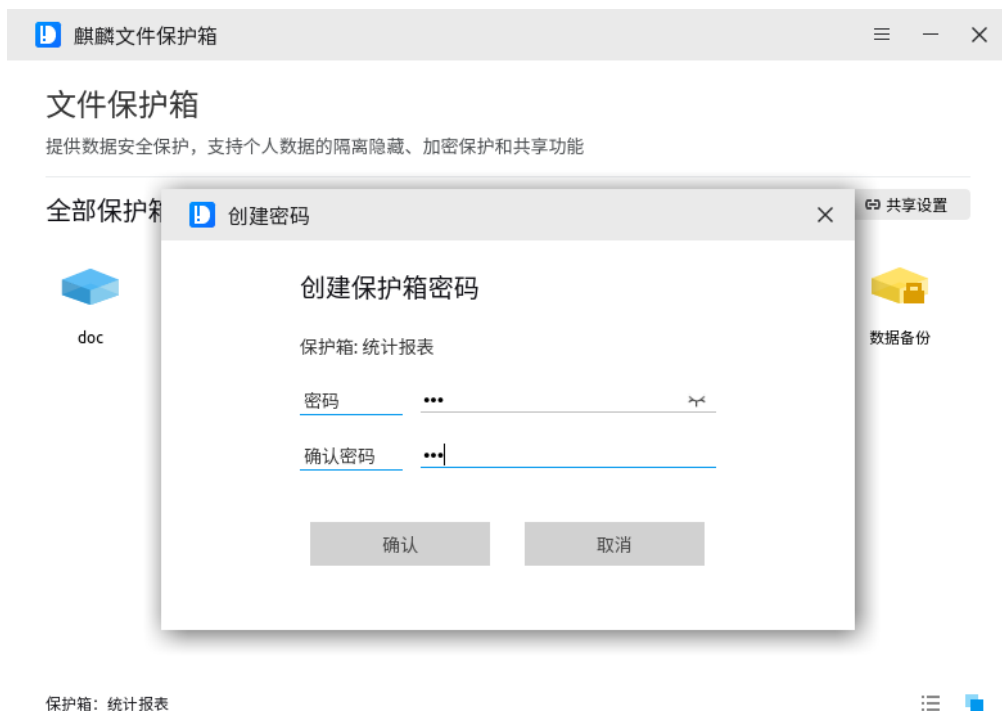 麒麟文件保护箱
文件保护箱
提供数据安全保护，支持个人数据的隔离隐藏、加密保护和共享功能
全部保护箱
共享设置
创建密码
创建保护箱密码
保护箱: 统计报表
密码 •••
确认密码 •••
确认
取消
doc
数据备份
保护箱：统计报表